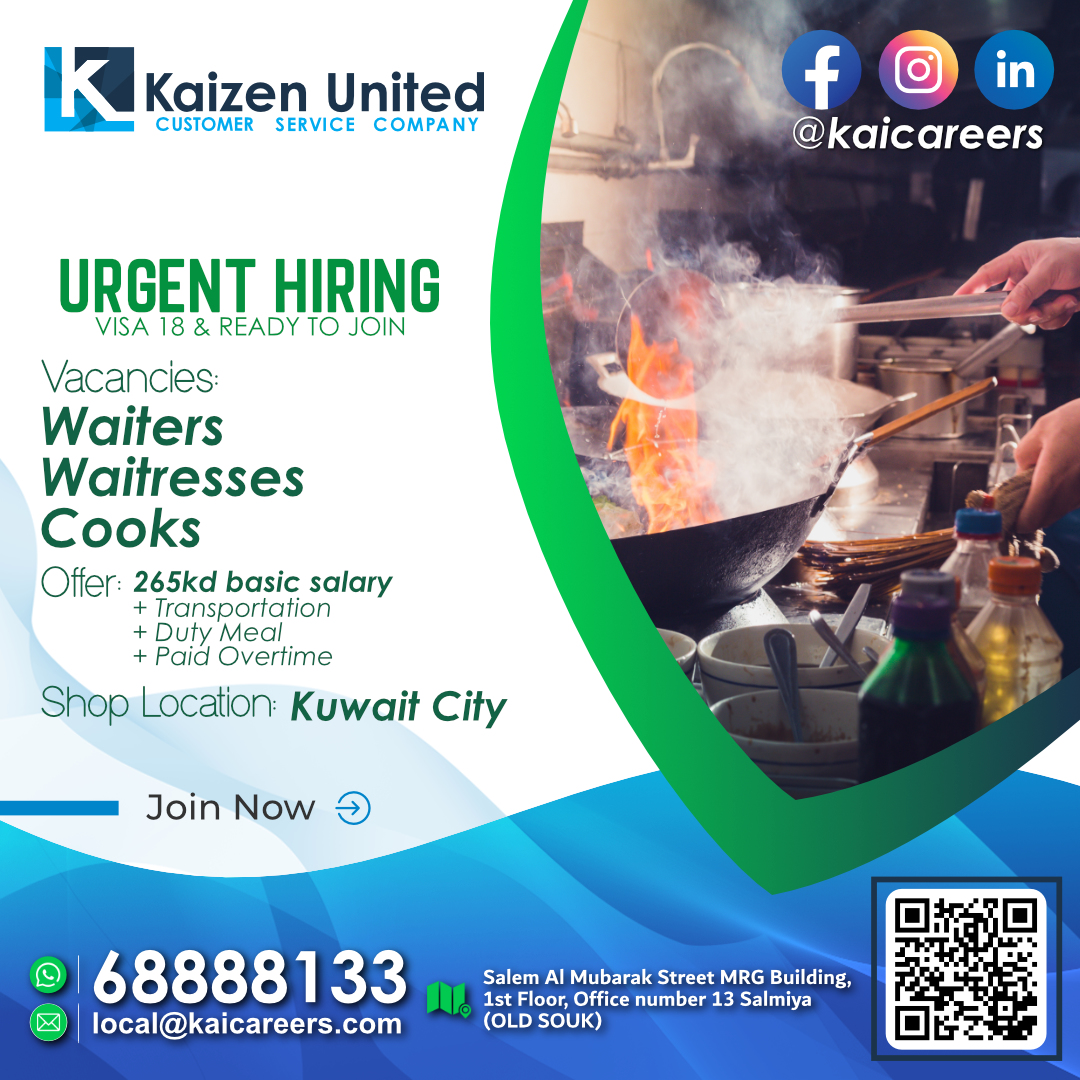 K Kaizen United
CUSTOMER SERVICE COMPANY
f in
@kaicareers
URGENT HIRING
VISA 18 & READY TO JOIN
Vacancies:
Waiters
Waitresses
Cooks
Offer: 265kd basic salary
+ Transportation
+ Duty Meal
+ Paid Overtime
Shop Location: Kuwait City
Join Now
68888133
local@kaicareers.com
Salem Al Mubarak Street MRG Building,
1st Floor, Office number 13 Salmiya
(OLD SOUK)